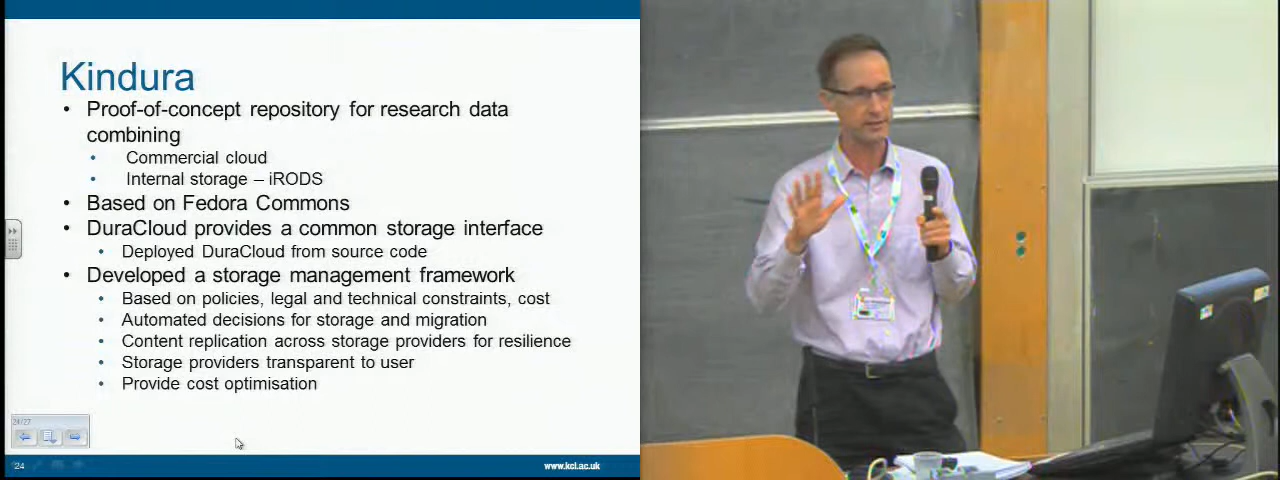 Kindura
• Proof-of-concept repository for research data
combining
• Commercial cloud
• Internal storage – iRODS
• Based on Fedora Commons
• DuraCloud provides a common storage interface
• Deployed DuraCloud from source code
• Developed a storage management framework
• Based on policies, legal and technical constraints, cost
• Automated decisions for storage and migration
• Content replication across storage providers for resilience
• Storage providers transparent to user
• Provide cost optimisation
24/27
24
www.kcl.ac.uk